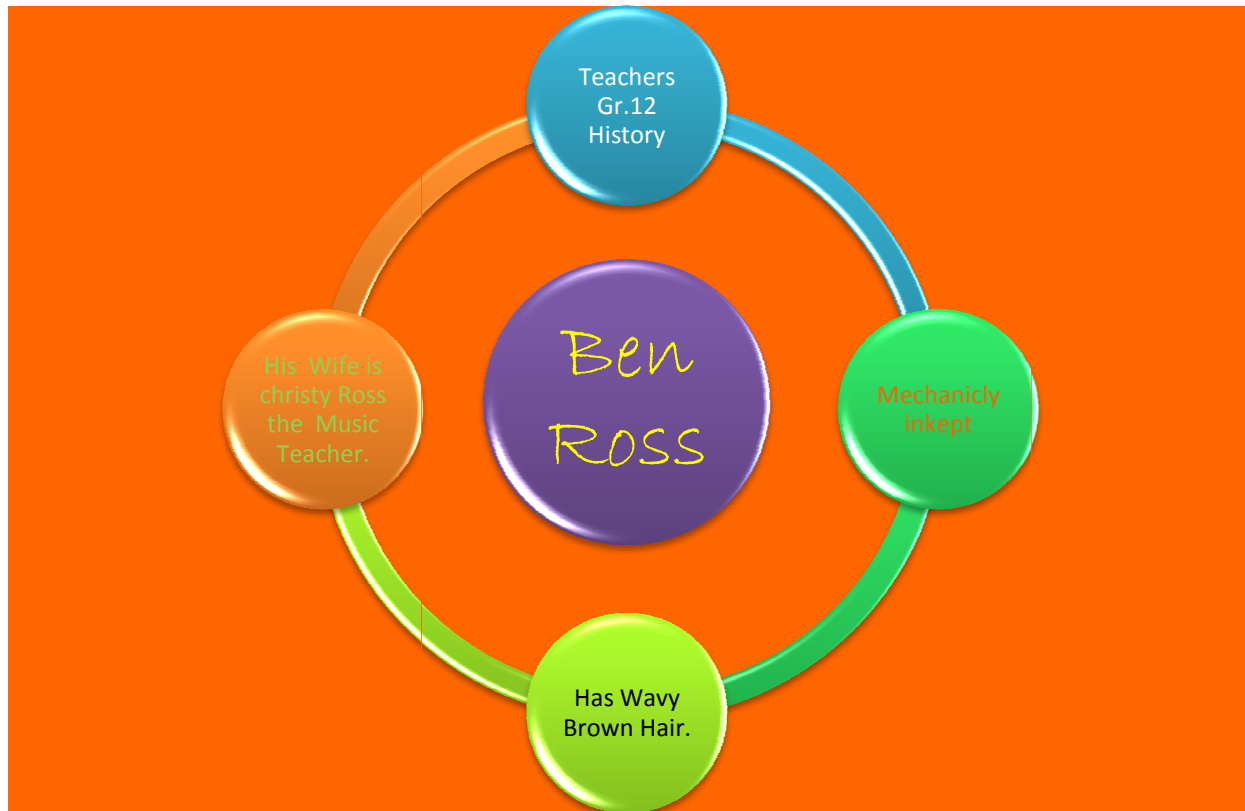 Teachers
Gr.12
History
Ben
Ross
His Wife is
christy Ross
the Music
Teacher.
Mechanicly
inkept
Has Wavy
Brown Hair.